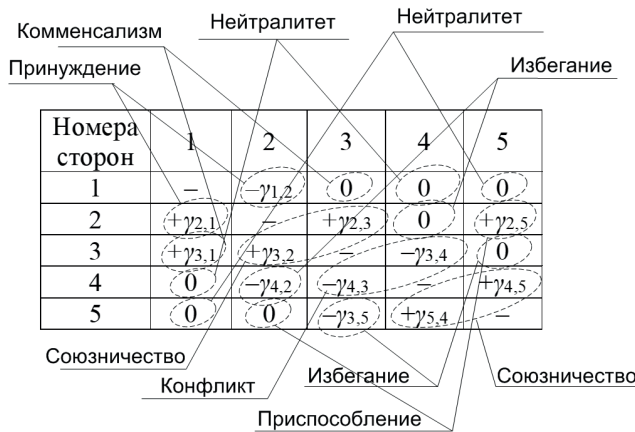 Комменсализм
Нейтралитет
Нейтралитет
Принуждение
Избегание
Номера сторон 1 2 3 4 5
1 – −γ1,2 0 0 0
2 +γ2,1 – +γ2,3 0 +γ2,5
3 +γ3,1 +γ3,2 – −γ3,4 0
4 0 −γ4,2 −γ4,3 – +γ4,5
5 0 0 −γ3,5 +γ5,4 –
Союзничество
Конфликт
Избегание
Союзничество
Приспособление